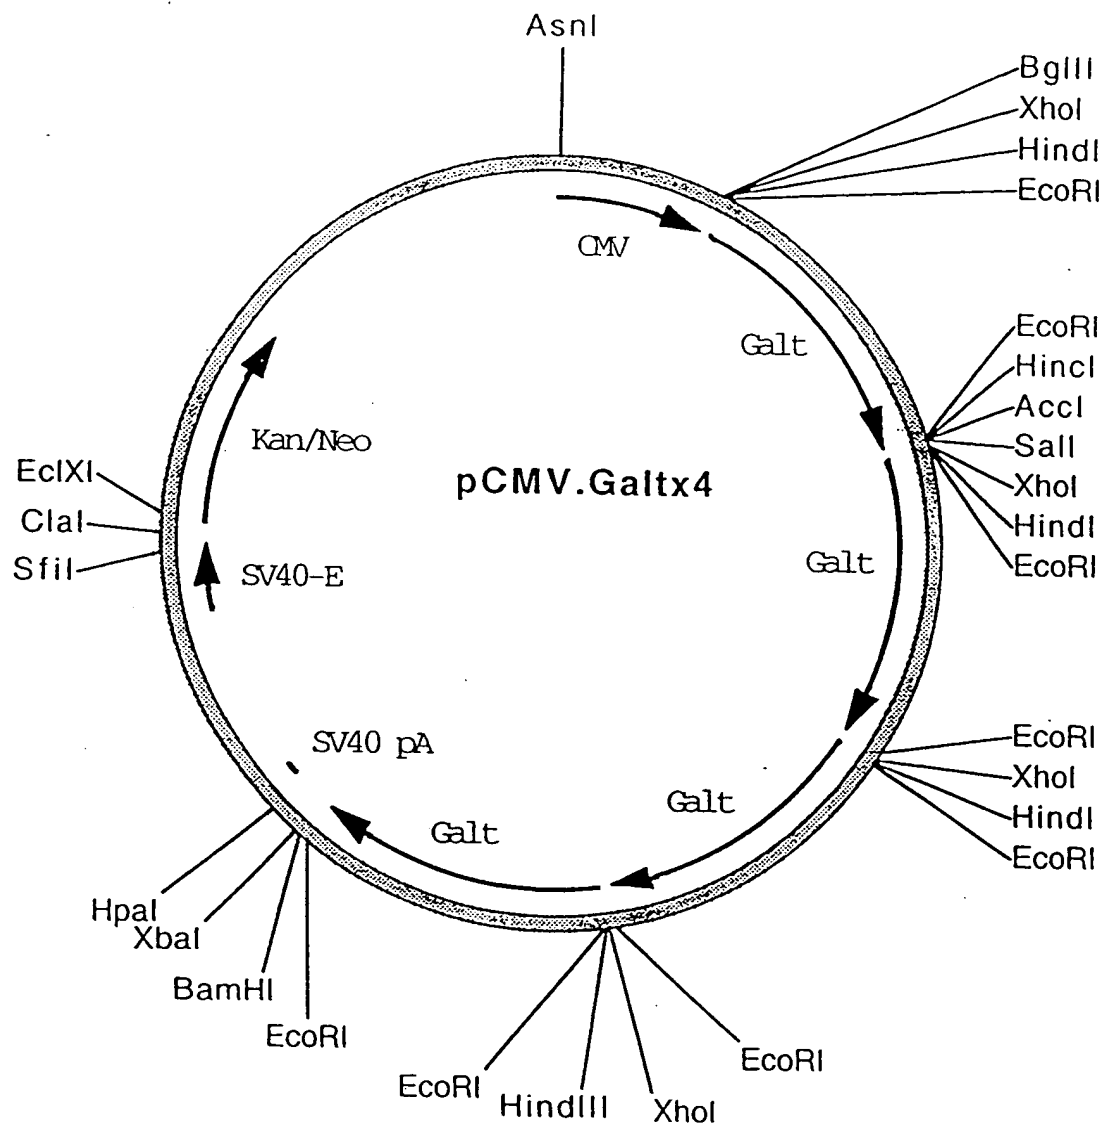 AsnI
BglII
XhoI
HindI
EcoRI
CMV
Galt
EcoRI
HincI
AccI
SalI
XhoI
HindI
EcoRI
Kan/Neo
pCMV.Galtx4
EclXI
ClaI
SfiI
SV40-E
Galt
SV40 pA
EcoRI
XhoI
HindI
EcoRI
Galt
Galt
HpaI
XbaI
BamHI
EcoRI
EcoRI
HindIII
XhoI
EcoRI